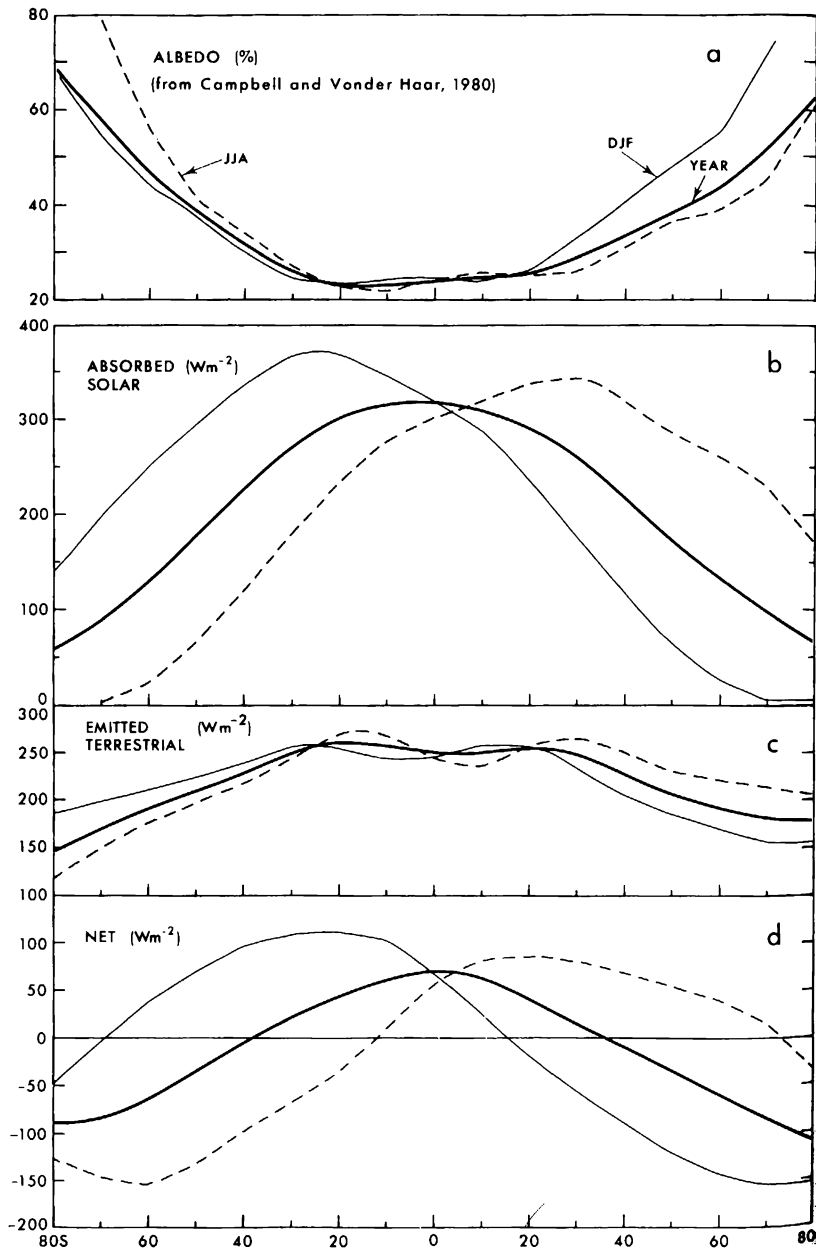 80
60
40
20
ALBEDO (%)
(from Campbell and Vonder Haar, 1980)
a
JJA
DJF
YEAR
400
300
200
100
0
ABSORBED (Wm-2)
SOLAR
b
300
250
200
150
100
EMITTED (Wm-2)
TERRESTRIAL
c
100
50
0
-50
-100
-150
-200
NET (Wm-2)
d
80S 60 40 20 0 20 40 60 80